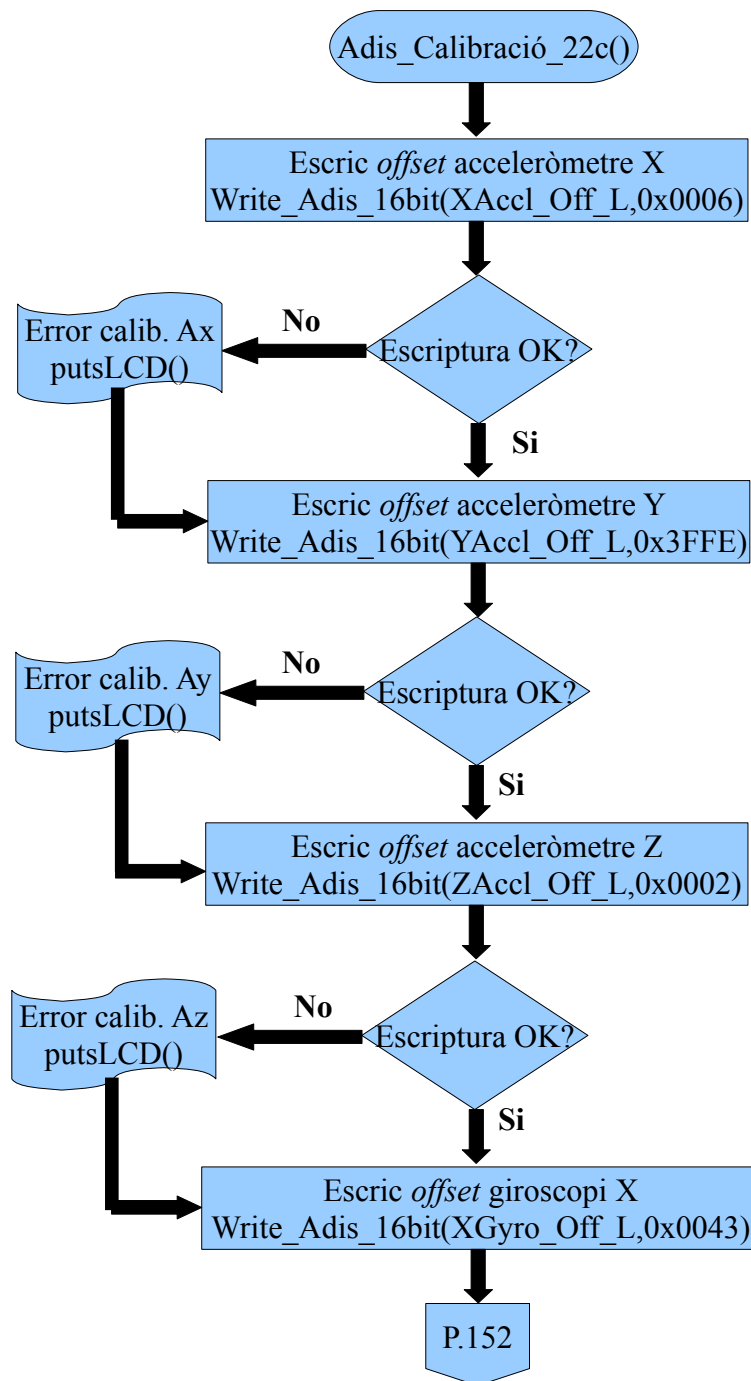 Adis_Calibració_22c()
Escric offset acceleròmetre X
Write_Adis_16bit(XAccl_Off_L,0x0006)
No
Error calib. Ax
putsLCD()
Escriptura OK?
Si
Escric offset acceleròmetre Y
Write_Adis_16bit(YAccl_Off_L,0x3FFE)
No
Error calib. Ay
putsLCD()
Escriptura OK?
Si
Escric offset acceleròmetre Z
Write_Adis_16bit(ZAccl_Off_L,0x0002)
No
Error calib. Az
putsLCD()
Escriptura OK?
Si
Escric offset giroscopi X
Write_Adis_16bit(XGyro_Off_L,0x0043)
P.152